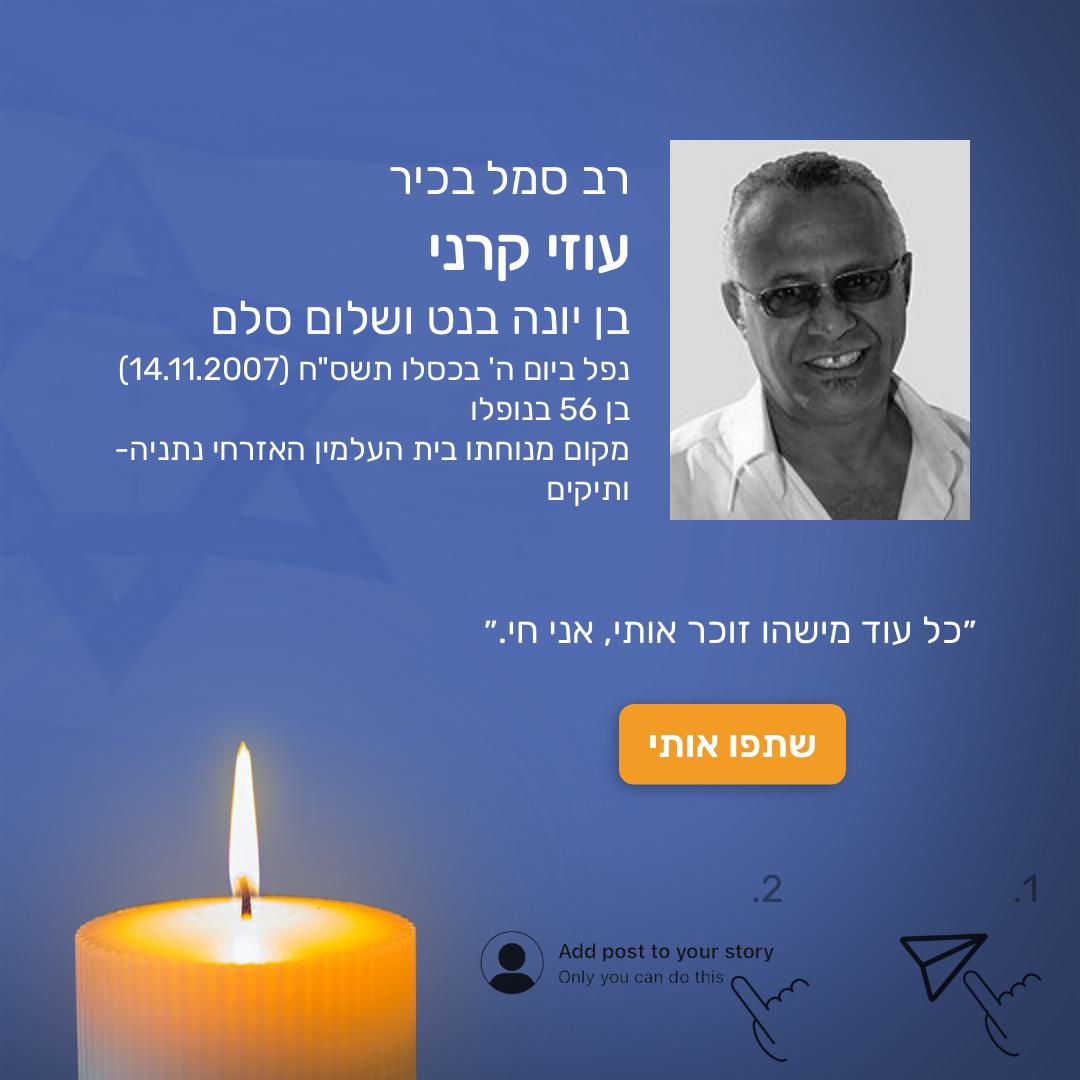 רב סמל בכיר
עוזי קרני
בן יונה בנט ושלום סלם
נפל ביום ה' בכסלו תשס"ח (14.11.2007)
בן 56 בנופלו
מקום מנוחתו בית העלמין האזרחי נתניה-
ותיקים
״כל עוד מישהו זוכר אותי, אני חי.״
שתפו אותי
.1
.2
Add post to your story
Only you can do this